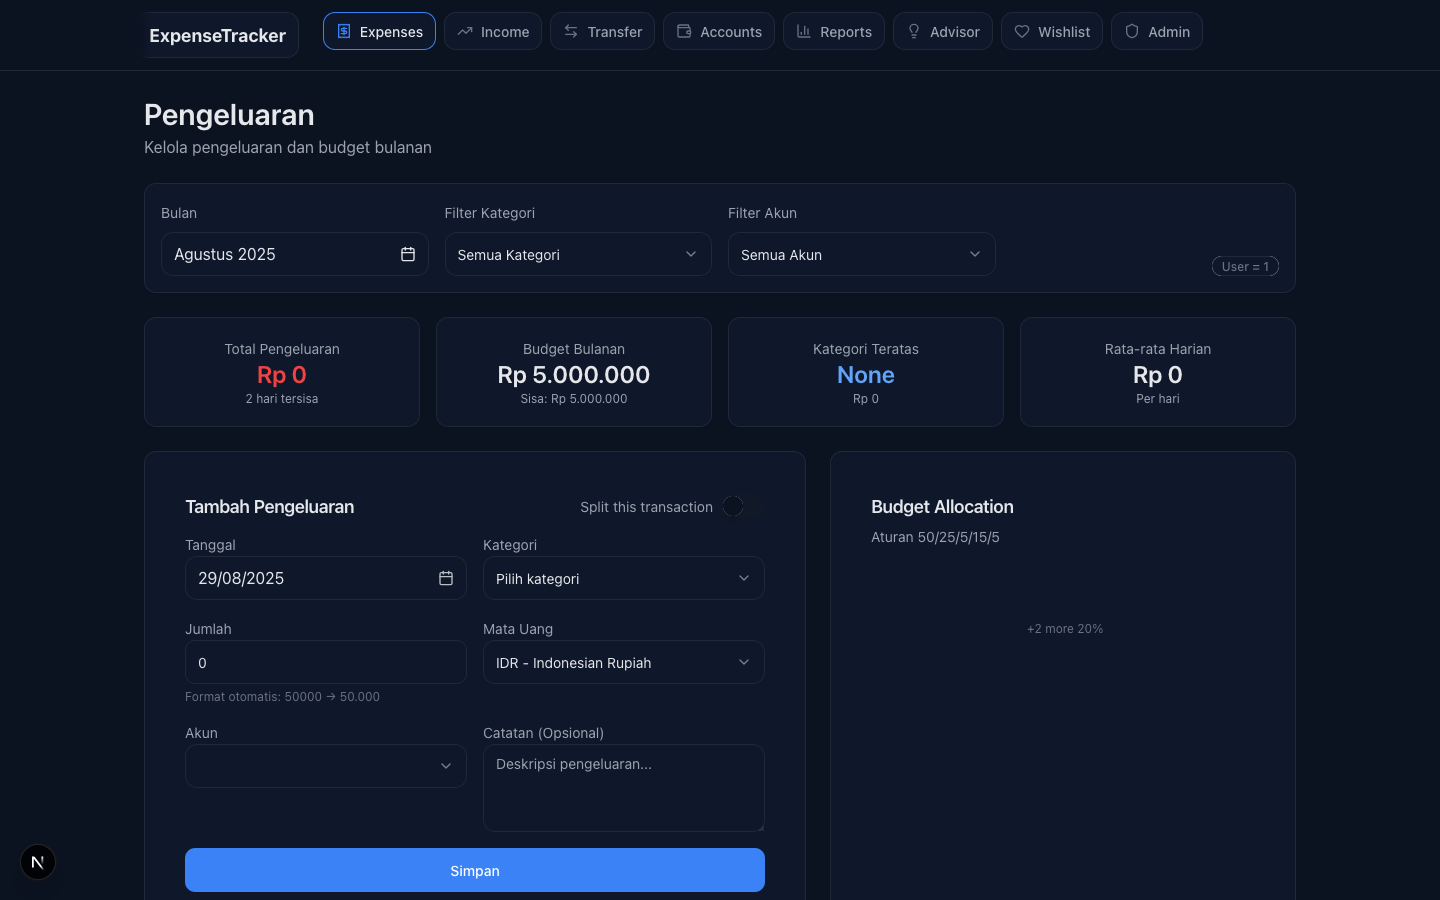 ExpenseTracker
Expenses
Income
Transfer
Accounts
Reports
Advisor
Wishlist
Admin
Pengeluaran
Kelola pengeluaran dan budget bulanan
Bulan
Filter Kategori
Filter Akun
Agustus 2025
Semua Kategori
Semua Akun
User = 1
Total Pengeluaran
Rp 0
2 hari tersisa
Budget Bulanan
Rp 5.000.000
Sisa: Rp 5.000.000
Kategori Teratas
None
Rp 0
Rata-rata Harian
Rp 0
Per hari
Tambah Pengeluaran
Split this transaction
Tanggal
Kategori
29/08/2025
Pilih kategori
Jumlah
Mata Uang
0
IDR - Indonesian Rupiah
Format otomatis: 50000 → 50.000
Akun
Catatan (Opsional)
Deskripsi pengeluaran...
Simpan
Budget Allocation
Aturan 50/25/5/15/5
+2 more 20%
N